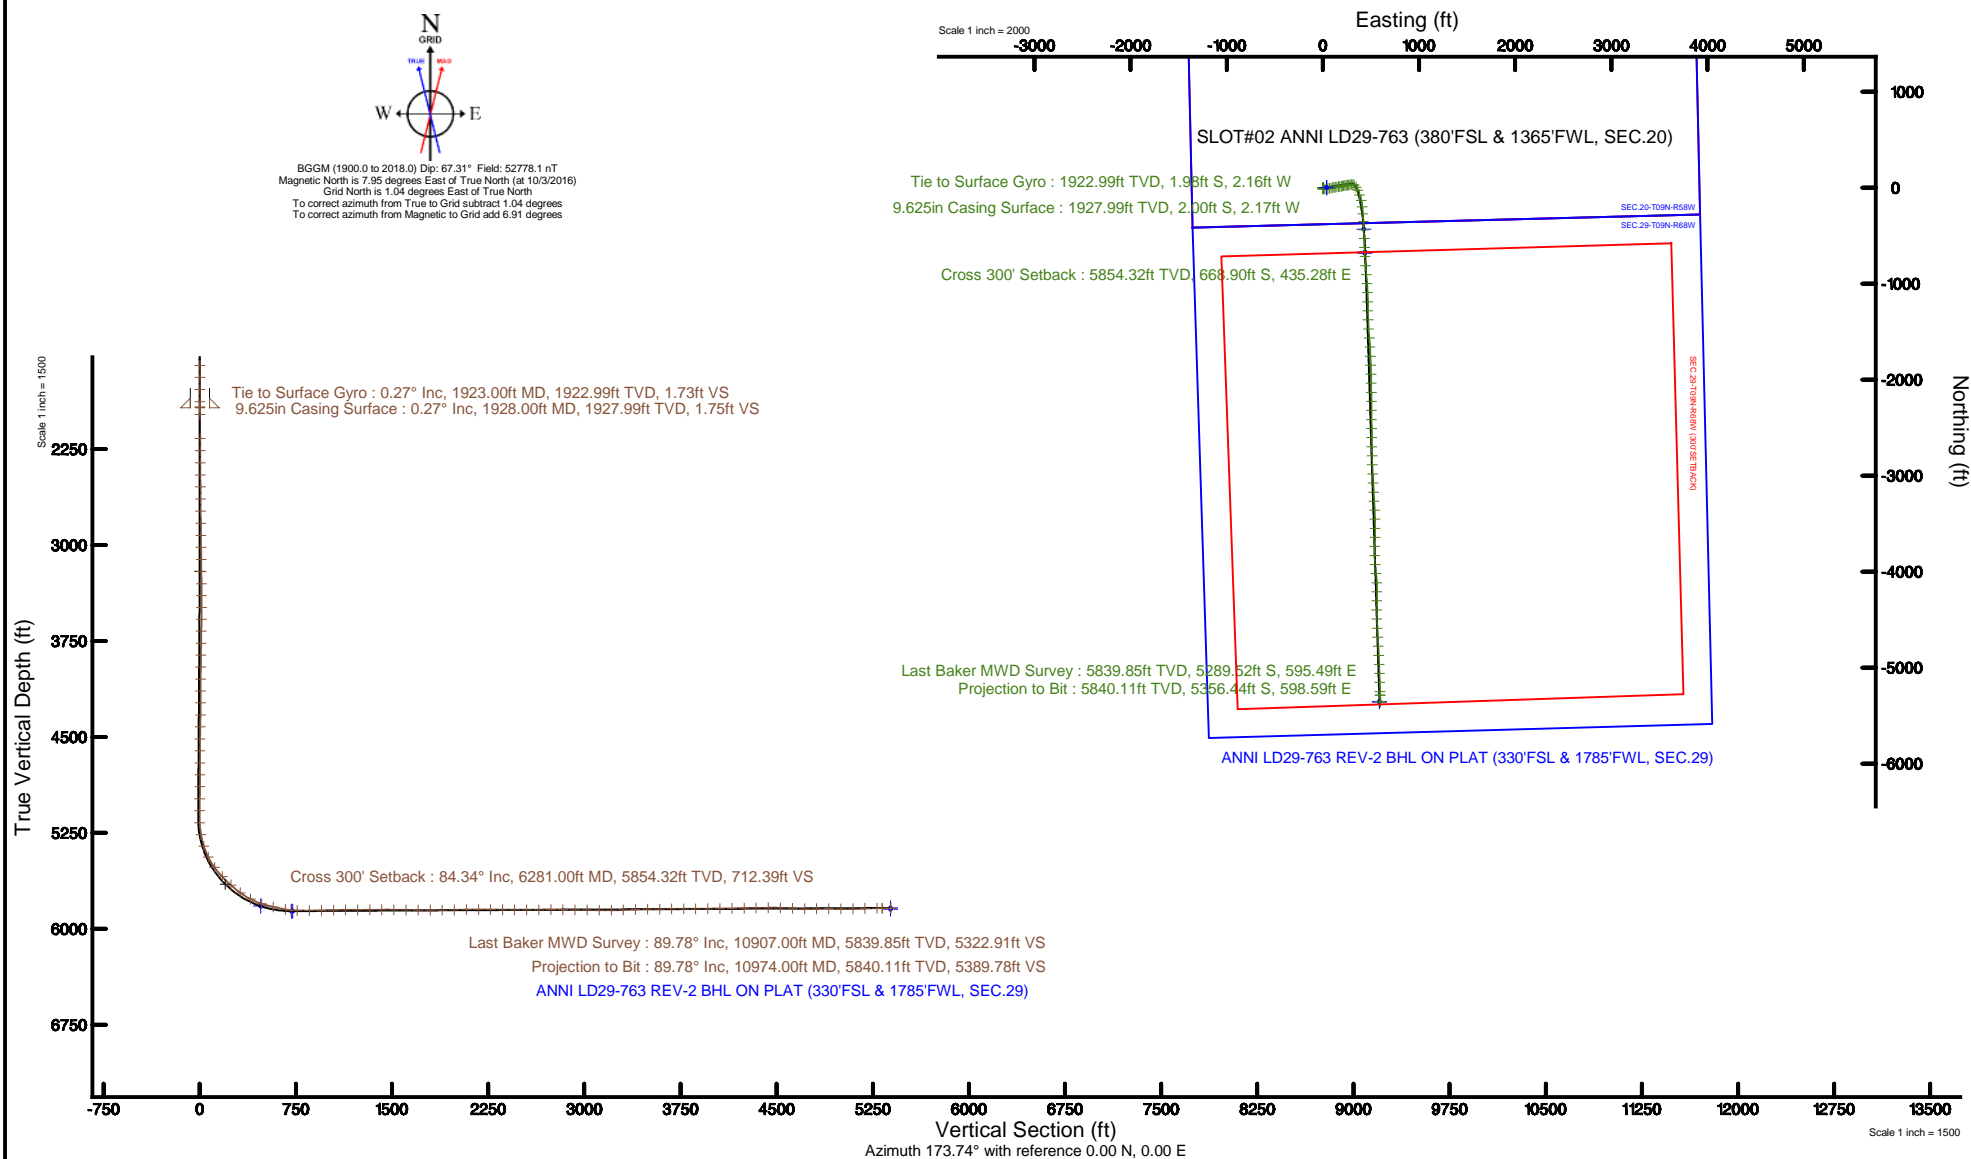 N
GRID
TRUE MAG
W E
BGGM (1900.0 to 2018.0) Dip: 67.31° Field: 52778.1 nT
Magnetic North is 7.95 degrees East of True North (at 10/3/2016)
Grid North is 1.04 degrees East of True North
To correct azimuth from True to Grid subtract 1.04 degrees
To correct azimuth from Magnetic to Grid add 6.91 degrees
Easting (ft)
Scale 1 inch = 2000
-3000 -2000 -1000 0 1000 2000 3000 4000 5000
1000
0
-1000
-2000
-3000
-4000
-5000
-6000
Northing (ft)
SLOT#02 ANNI LD29-763 (380'FSL & 1365'FWL, SEC.20)
Tie to Surface Gyro : 1922.99ft TVD, 1.98ft S, 2.16ft W
9.625in Casing Surface : 1927.99ft TVD, 2.00ft S, 2.17ft W
SEC.20-T09N-R58W
SEC.29-T09N-R68W
Cross 300' Setback : 5854.32ft TVD, 668.90ft S, 435.28ft E
SEC.29-T09N-R68W (300'SETBACK)
Last Baker MWD Survey : 5839.85ft TVD, 5289.52ft S, 595.49ft E
Projection to Bit : 5840.11ft TVD, 5356.44ft S, 598.59ft E
ANNI LD29-763 REV-2 BHL ON PLAT (330'FSL & 1785'FWL, SEC.29)
Scale 1 inch = 1500
True Vertical Depth (ft)
2250
3000
3750
4500
5250
6000
6750
Tie to Surface Gyro : 0.27° Inc, 1923.00ft MD, 1922.99ft TVD, 1.73ft VS
9.625in Casing Surface : 0.27° Inc, 1928.00ft MD, 1927.99ft TVD, 1.75ft VS
Cross 300' Setback : 84.34° Inc, 6281.00ft MD, 5854.32ft TVD, 712.39ft VS
Last Baker MWD Survey : 89.78° Inc, 10907.00ft MD, 5839.85ft TVD, 5322.91ft VS
Projection to Bit : 89.78° Inc, 10974.00ft MD, 5840.11ft TVD, 5389.78ft VS
ANNI LD29-763 REV-2 BHL ON PLAT (330'FSL & 1785'FWL, SEC.29)
-750 0 750 1500 2250 3000 3750 4500 5250 6000 6750 7500 8250 9000 9750 10500 11250 12000 12750 13500
Vertical Section (ft)
Azimuth 173.74° with reference 0.00 N, 0.00 E
Scale 1 inch = 1500